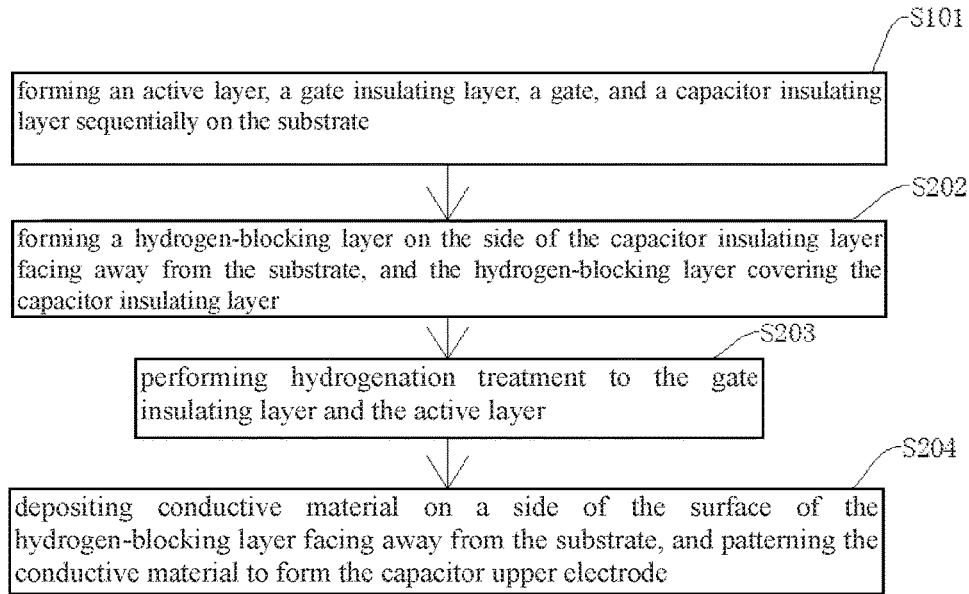 S101
forming an active layer, a gate insulating layer, a gate, and a capacitor insulating
layer sequentially on the substrate
S202
forming a hydrogen-blocking layer on the side of the capacitor insulating layer
facing away from the substrate, and the hydrogen-blocking layer covering the
capacitor insulating layer
S203
performing hydrogenation treatment to the gate
insulating layer and the active layer
S204
depositing conductive material on a side of the surface of the
hydrogen-blocking layer facing away from the substrate, and patterning the
conductive material to form the capacitor upper electrode